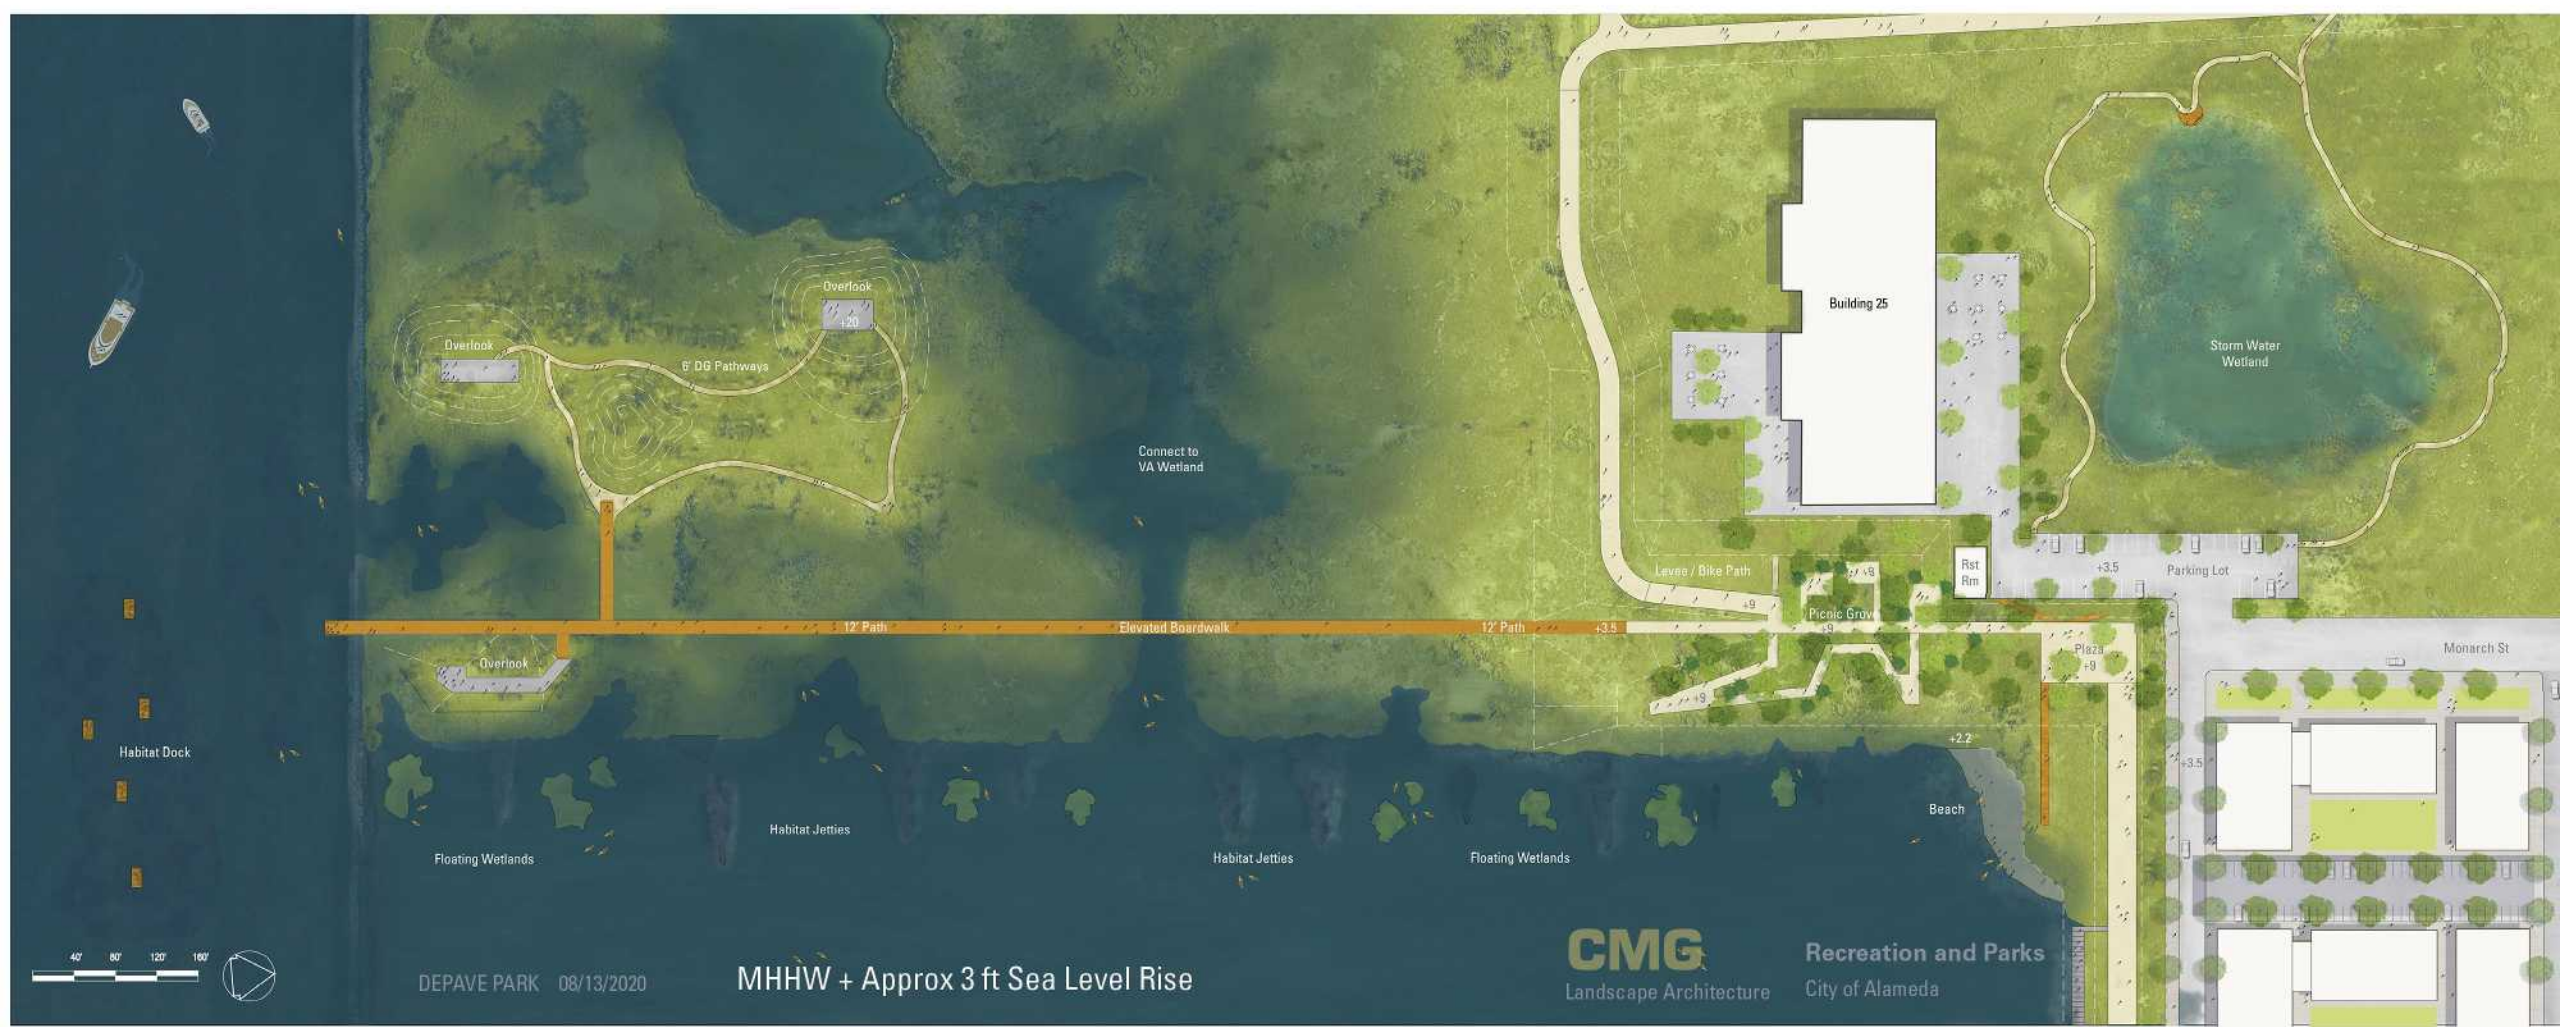 Overlook
+20
Overlook
6' DG Pathways
Building 25
Storm Water
Wetland
Connect to
VA Wetland
Levee / Bike Path
+9
+9
Rst
Rm
+3.5
Parking Lot
Picnic Grove
+9
12' Path
Elevated Boardwalk
12' Path
+3.5
Overlook
Plaza
+9
Monarch St
+9
+2.2
+3.5
Habitat Dock
Beach
Habitat Jetties
Floating Wetlands
Habitat Jetties
Floating Wetlands
40'
80'
120'
160'
DEPAVE PARK 08/13/2020
MHHW + Approx 3 ft Sea Level Rise
CMG
Landscape Architecture
Recreation and Parks
City of Alameda